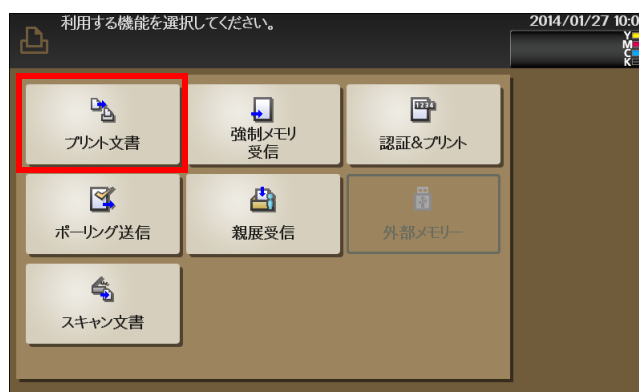 利用する機能を選択してください。
2014/01/27 10:0
Y
M
C
K
プリント文書
強制メモリ
受信
認証&プリント
ポーリング送信
親展受信
外部メモリー
スキャン文書